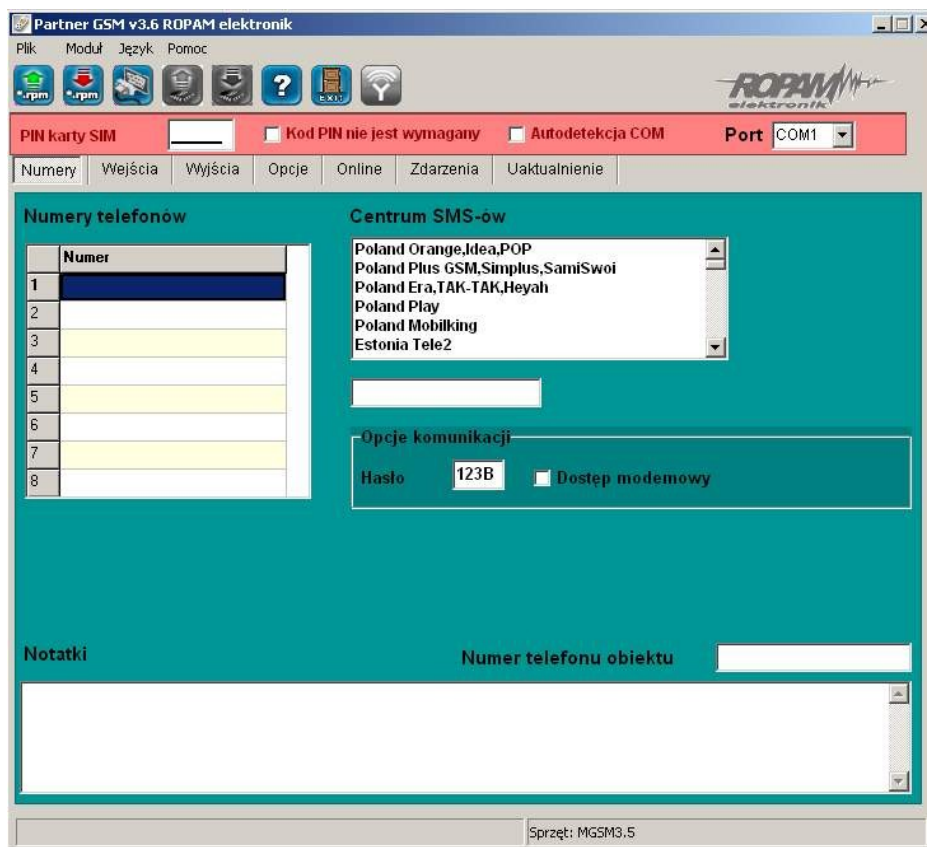 Partner GSM v3.6 ROPAM elektronik
Plik Moduł Język Pomoc
*.rpm *.rpm ? EXIT
ROPAM
elektronik
PIN karty SIM Kod PIN nie jest wymagany Autodetekcja COM Port COM1
Numery Wejścia Wyjścia Opcje Online Zdarzenia Uaktualnienie
Numery telefonów
Numer
1
2
3
4
5
6
7
8
Centrum SMS-ów
Poland Orange,Idea,POP
Poland Plus GSM,Simplus,SamiSwoi
Poland Era,TAK-TAK,Heyah
Poland Play
Poland Mobilking
Estonia Tele2
Opcje komunikacji
Hasło 123B Dostęp modemowy
Notatki
Numer telefonu obiektu
Sprzęt: MGSM3.5